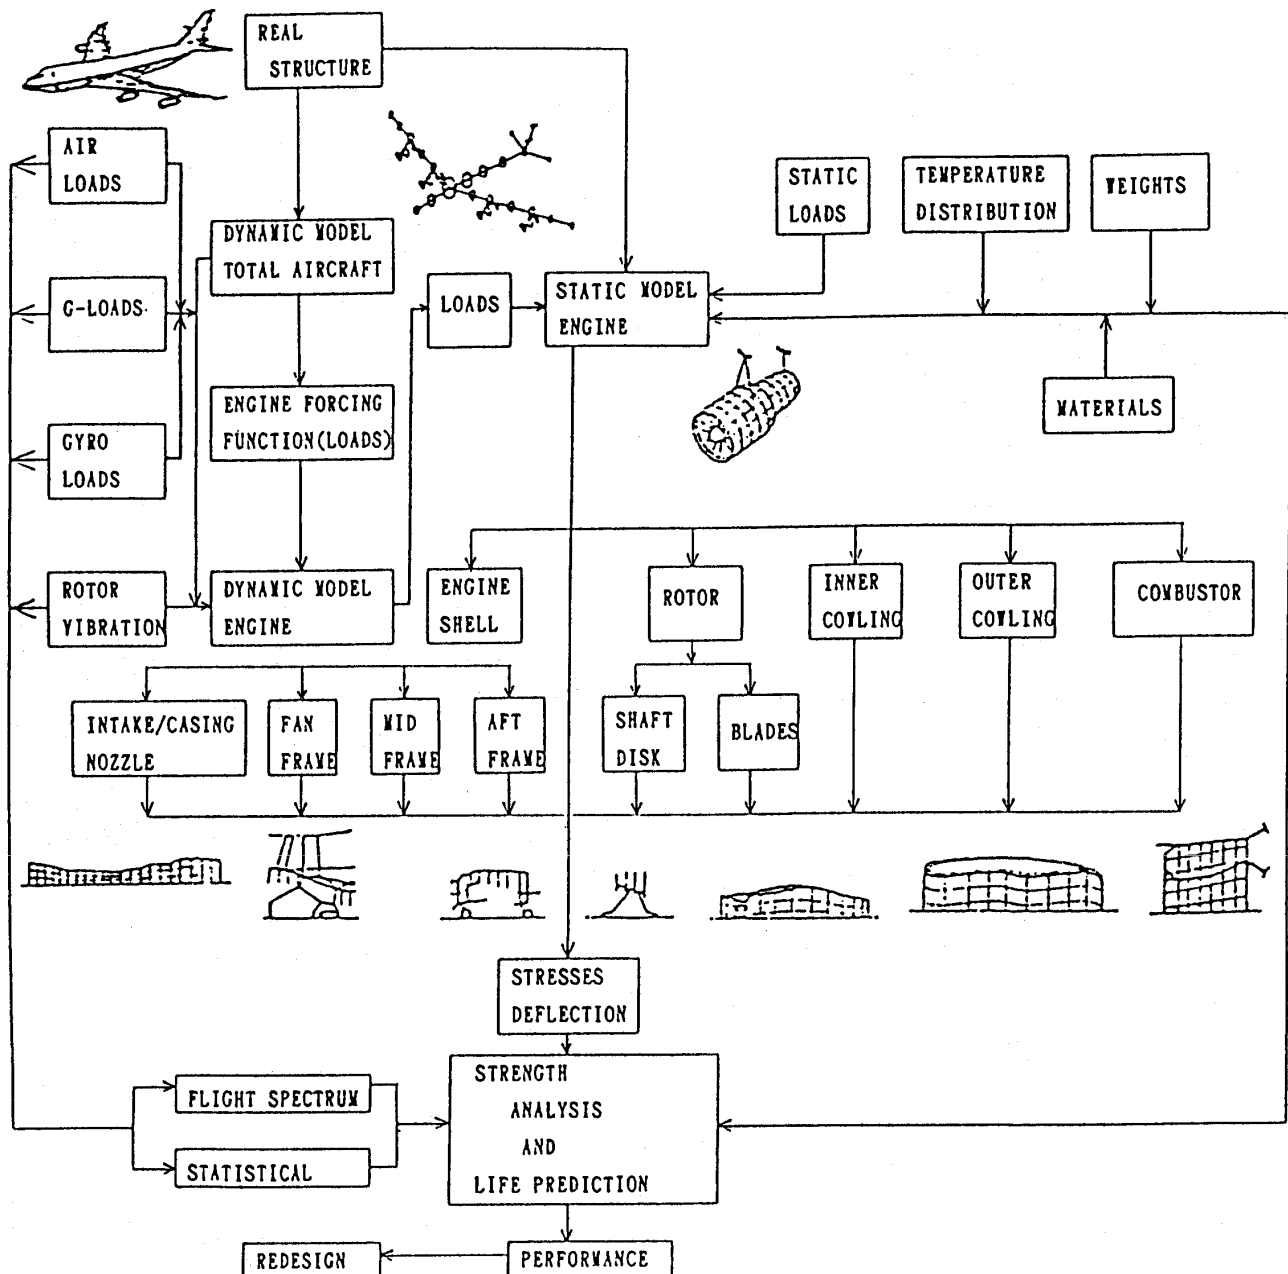 REAL
STRUCTURE
AIR
LOADS
STATIC
LOADS
TEMPERATURE
DISTRIBUTION
WEIGHTS
DYNAMIC MODEL
TOTAL AIRCRAFT
G-LOADS
LOADS
STATIC MODEL
ENGINE
ENGINE FORCING
FUNCTION(LOADS)
MATERIALS
GYRO
LOADS
ROTOR
VIBRATION
DYNAMIC MODEL
ENGINE
ENGINE
SHELL
ROTOR
INNER
COWLING
OUTER
COWLING
COMBUSTOR
INTAKE/CASING
NOZZLE
FAN
FRAME
MID
FRAME
AFT
FRAME
SHAFT
DISK
BLADES
STRESSES
DEFLECTION
FLIGHT SPECTRUM
STATISTICAL
STRENGTH
ANALYSIS
AND
LIFE PREDICTION
REDESIGN
PERFORMANCE